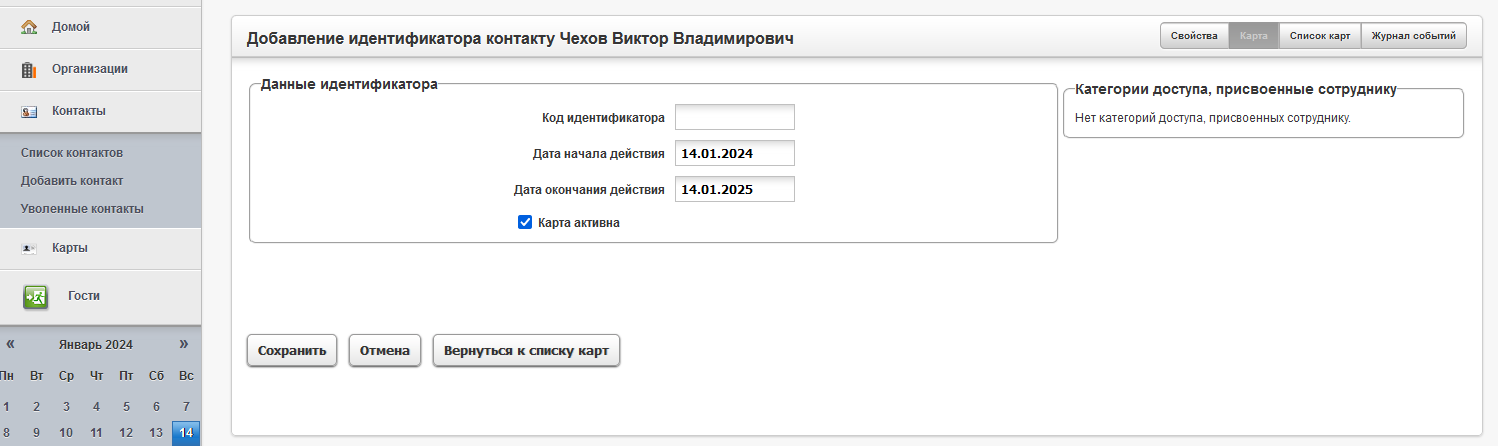 Домой
Организации
Контакты
Список контактов
Добавить контакт
Уволенные контакты
Карты
Гости
« Январь 2024 »
Пн Вт Ср Чт Пт Сб Вс
1 2 3 4 5 6 7
8 9 10 11 12 13 14
Добавление идентификатора контакту Чехов Виктор Владимирович
Свойства Карта Список карт Журнал событий
Данные идентификатора
Код идентификатора
Дата начала действия 14.01.2024
Дата окончания действия 14.01.2025
Карта активна
Категории доступа, присвоенные сотруднику
Нет категорий доступа, присвоенных сотруднику.
Сохранить Отмена Вернуться к списку карт